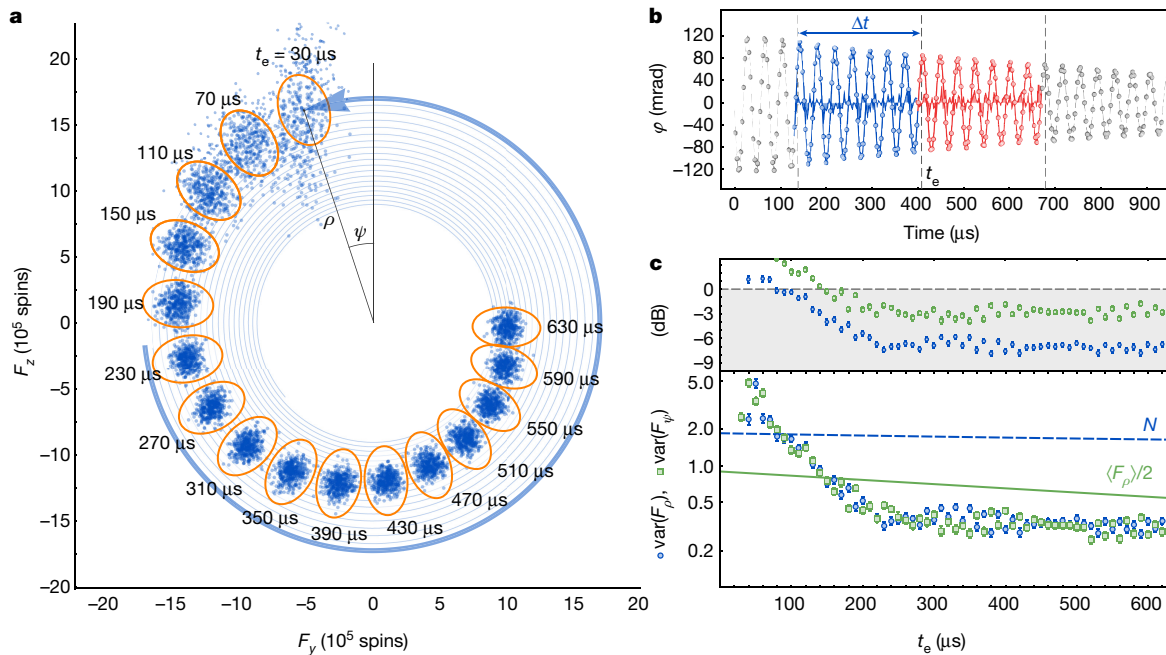 a
20
15
10
5
0
−5
−10
−15
−20
F_z (10⁵ spins)
−20
−15
−10
−5
0
5
10
15
20
F_y (10⁵ spins)
t_e = 30 µs
70 µs
110 µs
150 µs
190 µs
230 µs
270 µs
310 µs
350 µs
390 µs
430 µs
470 µs
510 µs
550 µs
590 µs
630 µs
ρ
ψ
b
Δt
120
80
40
0
−40
−80
−120
φ (mrad)
t_e
0 100 200 300 400 500 600 700 800 900
Time (µs)
c
0
−3
−6
−9
(dB)
5.0
2.0
1.0
0.5
0.2
var(F_ρ), var(F_ψ)
N
⟨F_ρ⟩/2
100 200 300 400 500 600
t_e (µs)